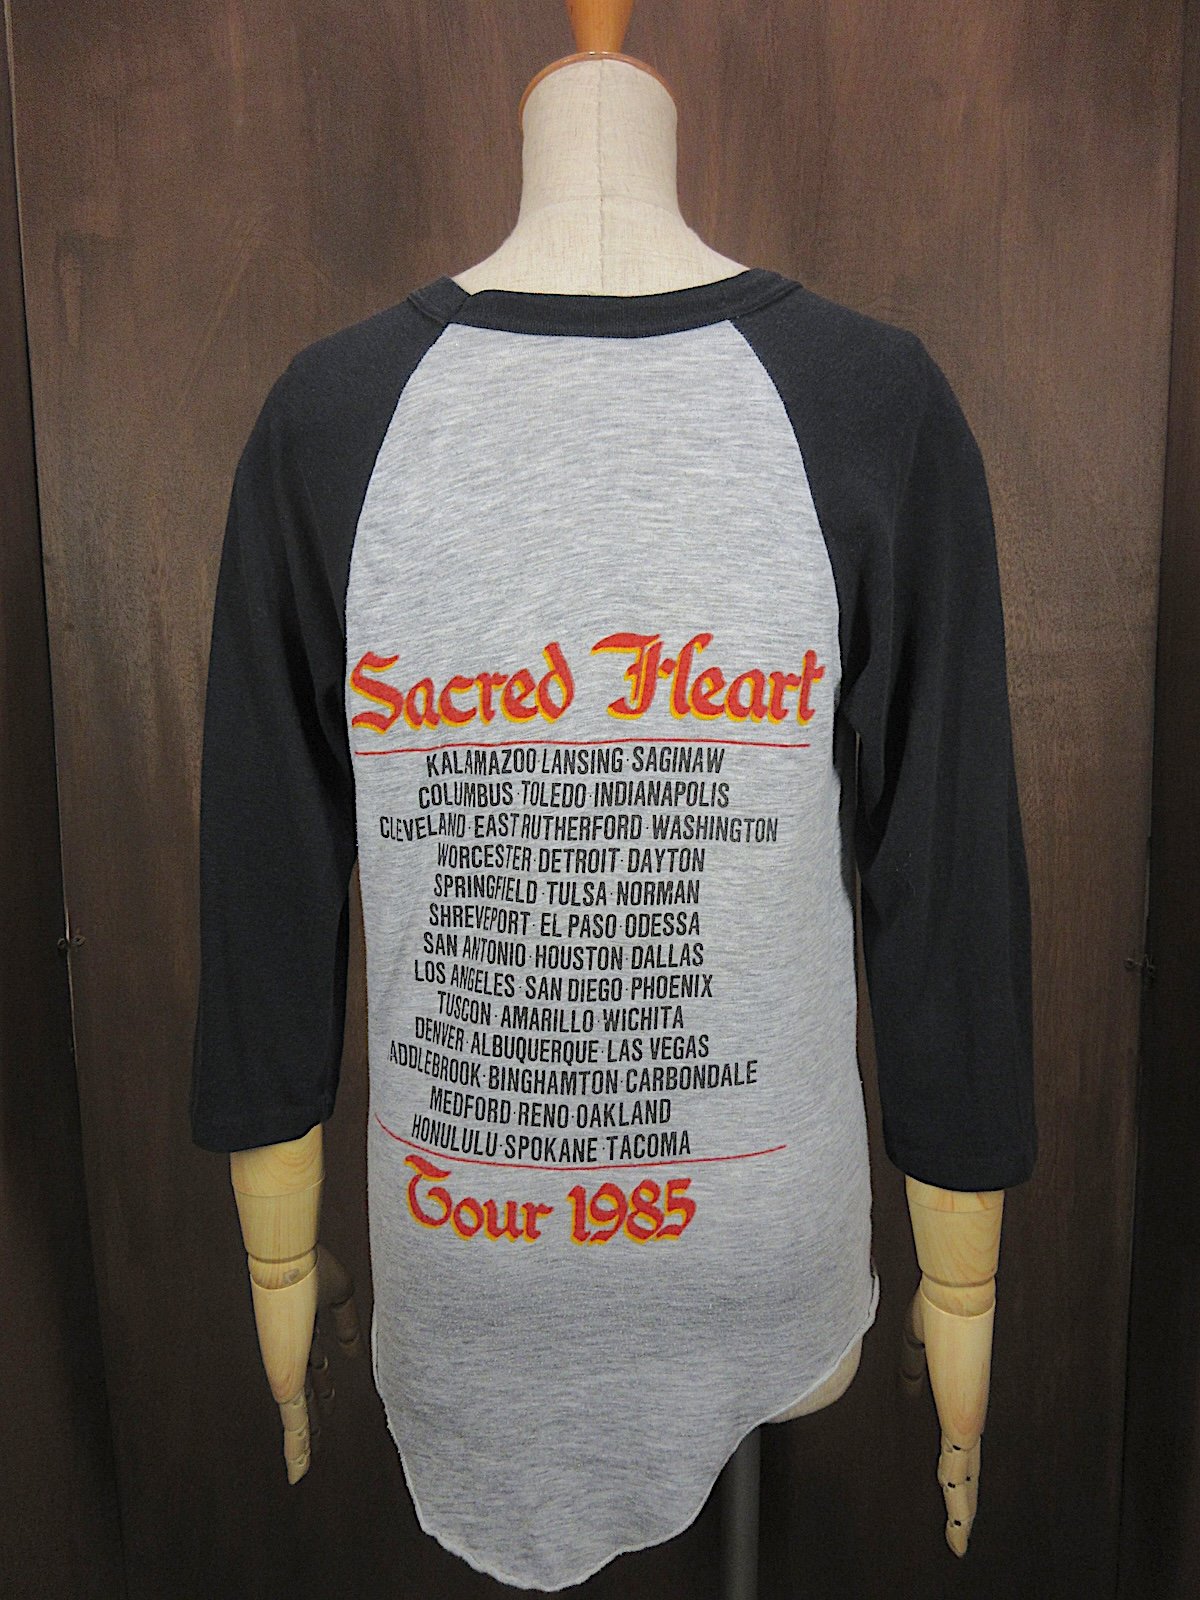 Sacred Heart
KALAMAZOO LANSING·SAGINAW
COLUMBUS·TOLEDO·INDIANAPOLIS
CLEVELAND·EAST RUTHERFORD·WASHINGTON
WORCESTER·DETROIT·DAYTON
SPRINGFIELD·TULSA·NORMAN
SHREVEPORT·EL PASO·ODESSA
SAN ANTONIO·HOUSTON·DALLAS
LOS ANGELES·SAN DIEGO·PHOENIX
TUSCON·AMARILLO·WICHITA
DENVER·ALBUQUERQUE·LAS VEGAS
ADDLEBROOK·BINGHAMTON·CARBONDALE
MEDFORD·RENO·OAKLAND
HONULULU·SPOKANE·TACOMA
Tour 1985